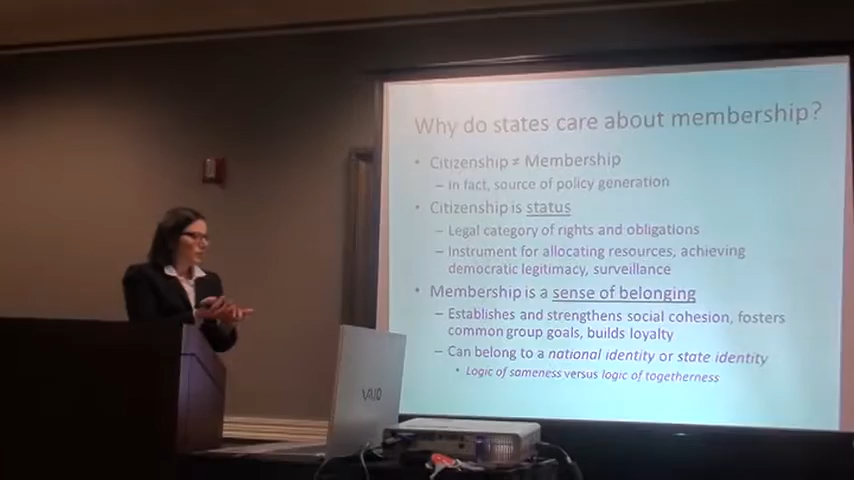 Why do states care about membership?
• Citizenship ≠ Membership
– In fact, source of policy generation
• Citizenship is status
– Legal category of rights and obligations
– Instrument for allocating resources, achieving
democratic legitimacy, surveillance
• Membership is a sense of belonging
– Establishes and strengthens social cohesion, fosters
common group goals, builds loyalty
– Can belong to a national identity or state identity
• Logic of sameness versus logic of togetherness
VAIO